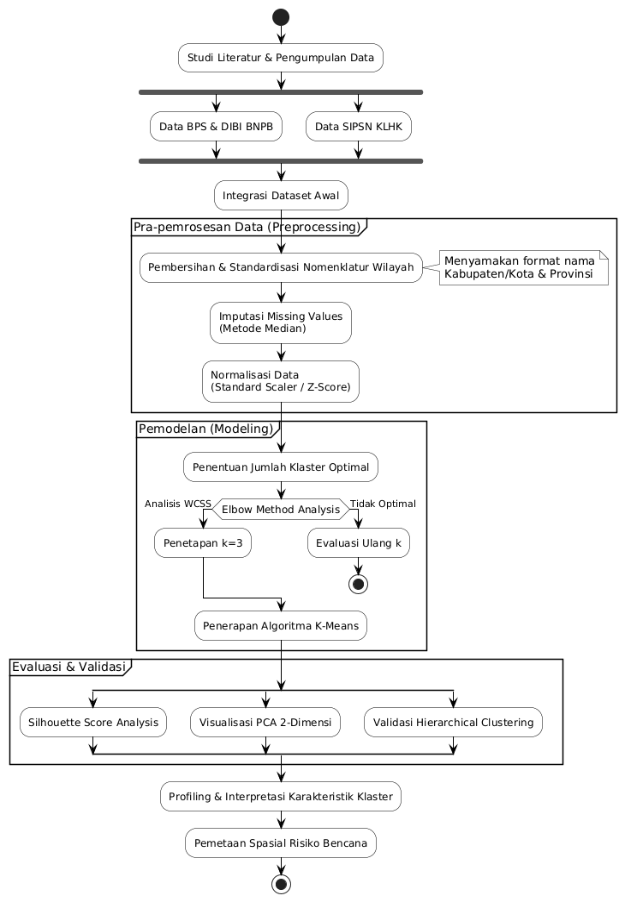 Studi Literatur & Pengumpulan Data
Data BPS & DIBI BNPB
Data SIPSN KLHK
Integrasi Dataset Awal
Pra-pemrosesan Data (Preprocessing)
Pembersihan & Standardisasi Nomenklatur Wilayah
Menyamakan format nama
Kabupaten/Kota & Provinsi
Imputasi Missing Values
(Metode Median)
Normalisasi Data
(Standard Scaler / Z-Score)
Pemodelan (Modeling)
Penentuan Jumlah Klaster Optimal
Analisis WCSS
Elbow Method Analysis
Tidak Optimal
Penetapan k=3
Evaluasi Ulang k
Penerapan Algoritma K-Means
Evaluasi & Validasi
Silhouette Score Analysis
Visualisasi PCA 2-Dimensi
Validasi Hierarchical Clustering
Profiling & Interpretasi Karakteristik Klaster
Pemetaan Spasial Risiko Bencana